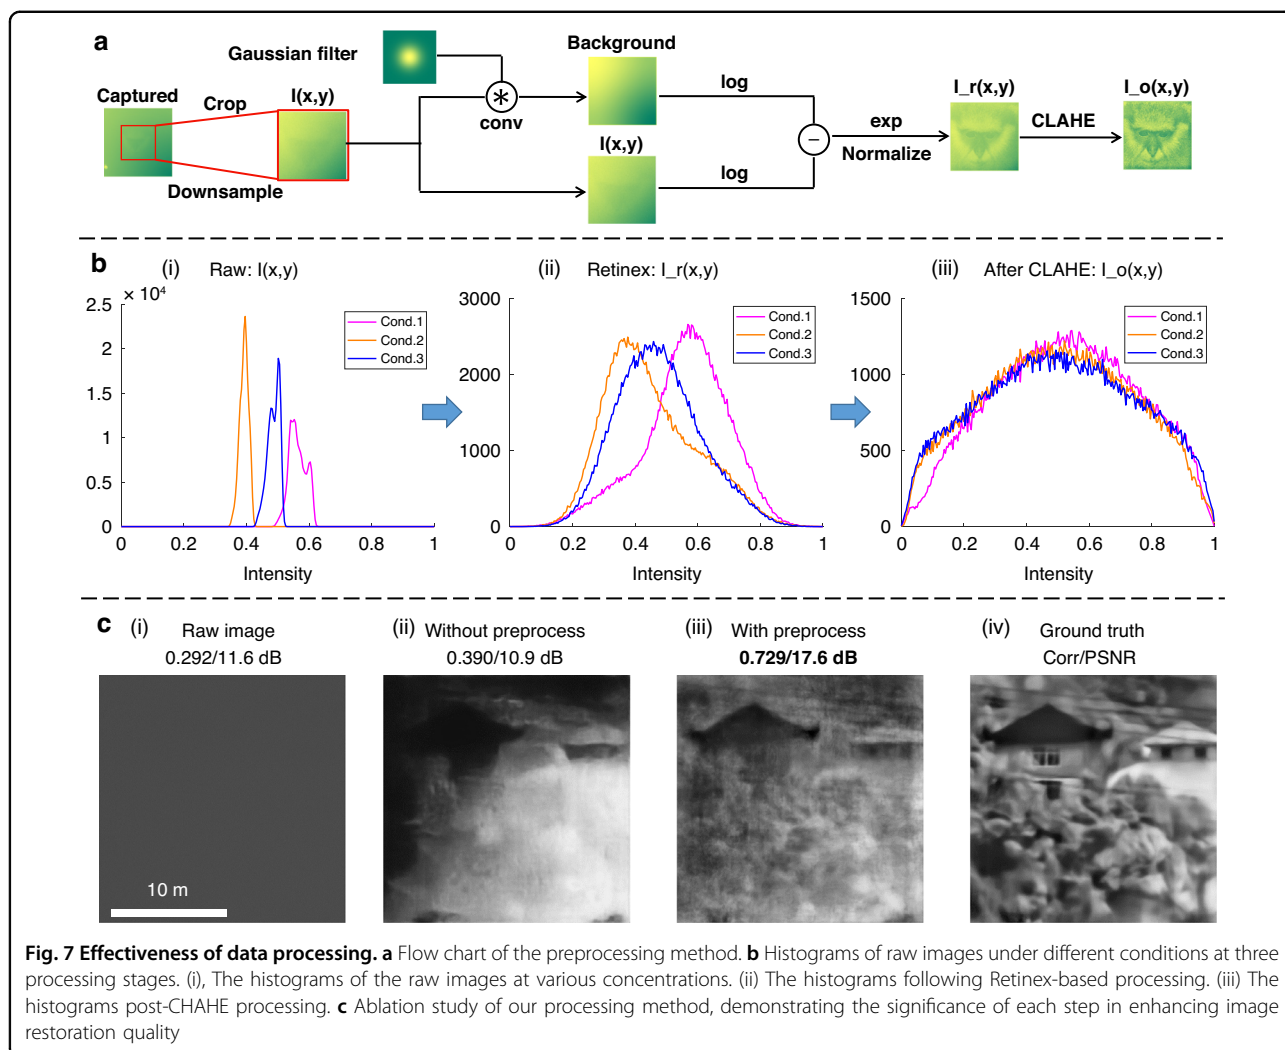 a
Gaussian filter
Background
log
Captured
Crop
I(x,y)
conv
I(x,y)
exp
Normalize
I_r(x,y)
CLAHE
I_o(x,y)
Downsample
log
b
(i) Raw: I(x,y)
(ii) Retinex: I_r(x,y)
(iii) After CLAHE: I_o(x,y)
× 10⁴
2.5
2
1.5
1
0.5
0
0 0.2 0.4 0.6 0.8 1
Intensity
Cond.1
Cond.2
Cond.3
3000
2000
1000
0
0 0.2 0.4 0.6 0.8 1
Intensity
Cond.1
Cond.2
Cond.3
1500
1000
500
0
0 0.2 0.4 0.6 0.8 1
Intensity
Cond.1
Cond.2
Cond.3
c
(i) Raw image
0.292/11.6 dB
10 m
(ii) Without preprocess
0.390/10.9 dB
(iii) With preprocess
0.729/17.6 dB
(iv) Ground truth
Corr/PSNR
Fig. 7 Effectiveness of data processing. a Flow chart of the preprocessing method. b Histograms of raw images under different conditions at three
processing stages. (i), The histograms of the raw images at various concentrations. (ii) The histograms following Retinex-based processing. (iii) The
histograms post-CHAHE processing. c Ablation study of our processing method, demonstrating the significance of each step in enhancing image
restoration quality